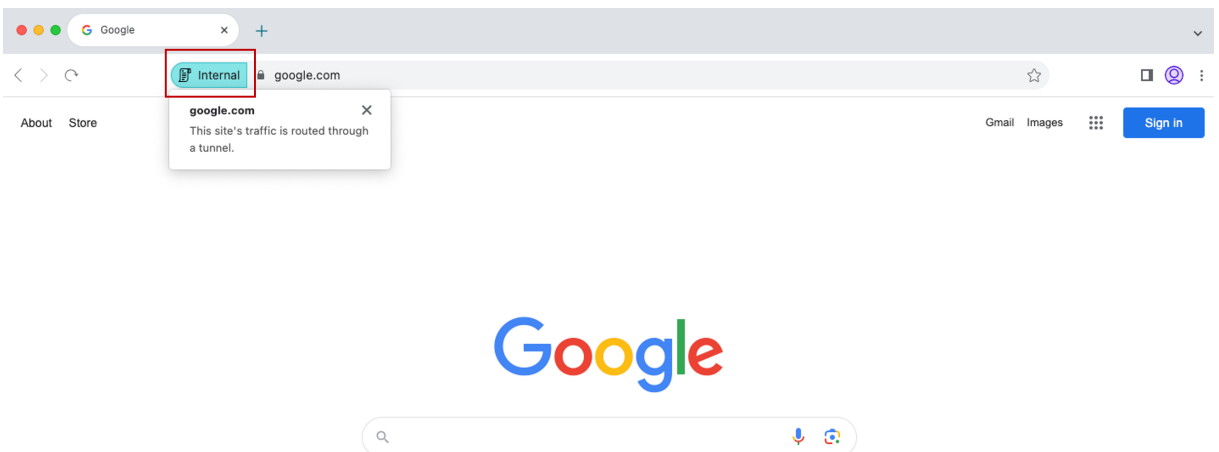 Google
Internal google.com
google.com
This site's traffic is routed through
a tunnel.
About Store
Gmail Images
Sign in
Google